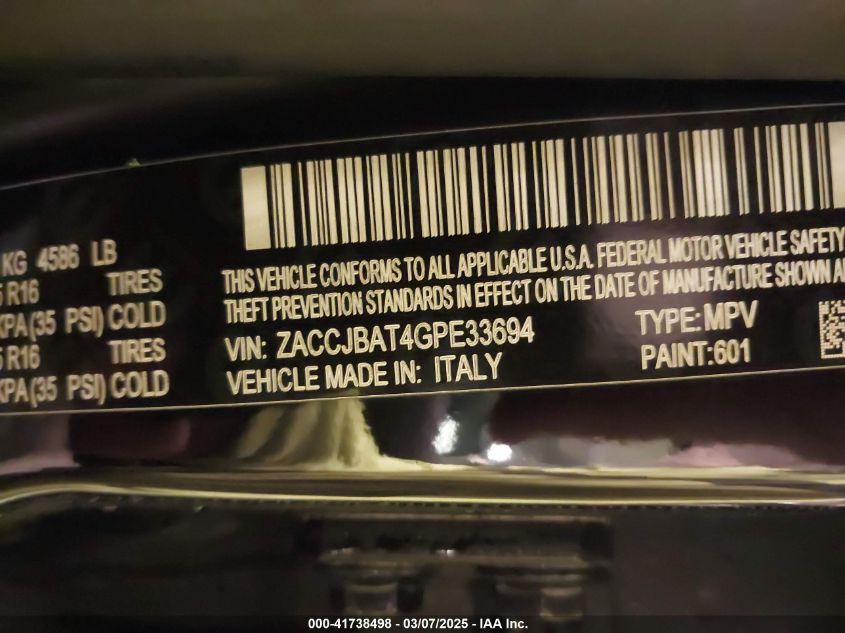 KG 4586 LB
R16 TIRES
KPA (35 PSI) COLD
R16 TIRES
KPA (35 PSI) COLD
THIS VEHICLE CONFORMS TO ALL APPLICABLE U.S.A. FEDERAL MOTOR VEHICLE SAFETY
THEFT PREVENTION STANDARDS IN EFFECT ON THE DATE OF MANUFACTURE SHOWN
VIN: ZACCJBAT4GPE33694 TYPE: MPV
VEHICLE MADE IN: ITALY PAINT: 601
000-41738498 - 03/07/2025 - IAA Inc.